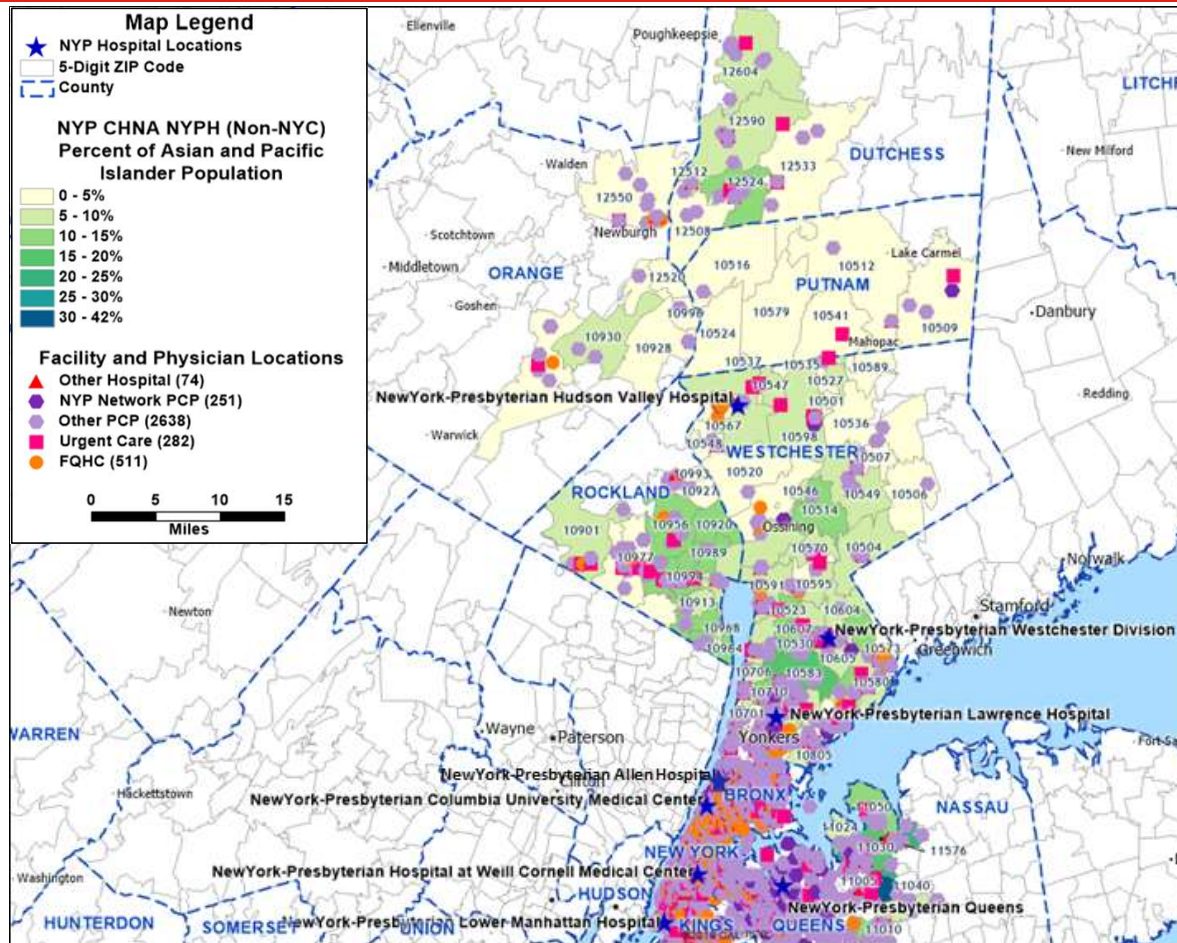 Map Legend
NYP Hospital Locations
5-Digit ZIP Code
County
NYP CHNA NYPH (Non-NYC)
Percent of Asian and Pacific
Islander Population
0 - 5%
5 - 10%
10 - 15%
15 - 20%
20 - 25%
25 - 30%
30 - 42%
Facility and Physician Locations
Other Hospital (74)
NYP Network PCP (251)
Other PCP (2638)
Urgent Care (282)
FQHC (511)
0 5 10 15
Miles
Ellenville
Poughkeepsie
12604
LITCH
12590
Walden
12512
12533
DUTCHESS
New Milford
12550
12524
Newburgh
12508
Scotchtown
Middletown
ORANGE
12520
10516
10512
Lake Carmel
PUTNAM
Goshen
10996
10579
10541
10509
Danbury
10930
10928
10524
Mahopac
10537
10535
10589
10547
10527
NewYork-Presbyterian Hudson Valley Hospital
10501
Redding
10567
10598
10536
Warwick
10548
WESTCHESTER
10507
10520
10993
10927
ROCKLAND
10546
10549
10506
10514
10901
10956
10920
Ossining
10977
10989
10570
10504
Norwalk
10994
10591
10595
Newton
10913
10523
10604
Stamford
10968
10607
NewYork-Presbyterian Westchester Division
10964
10530
10605
10573
Greenwich
10706
10583
10580
10710
10701
NewYork-Presbyterian Lawrence Hospital
WARREN
Wayne
Paterson
Yonkers
10805
Fort Sa
NewYork-Presbyterian Allen Hospital
Clifton
Hackettstown
BRONX
NewYork-Presbyterian Columbia University Medical Center
11050
NASSAU
11024
11030
11576
NEW YORK
NewYork-Presbyterian Hospital at Weill Cornell Medical Center
Washington
HUDSON
11005
11040
NewYork-Presbyterian Queens
HUNTERDON
SOMERSET
UNION
NewYork-Presbyterian Lower Manhattan Hospital
KINGS
QUEENS
11010